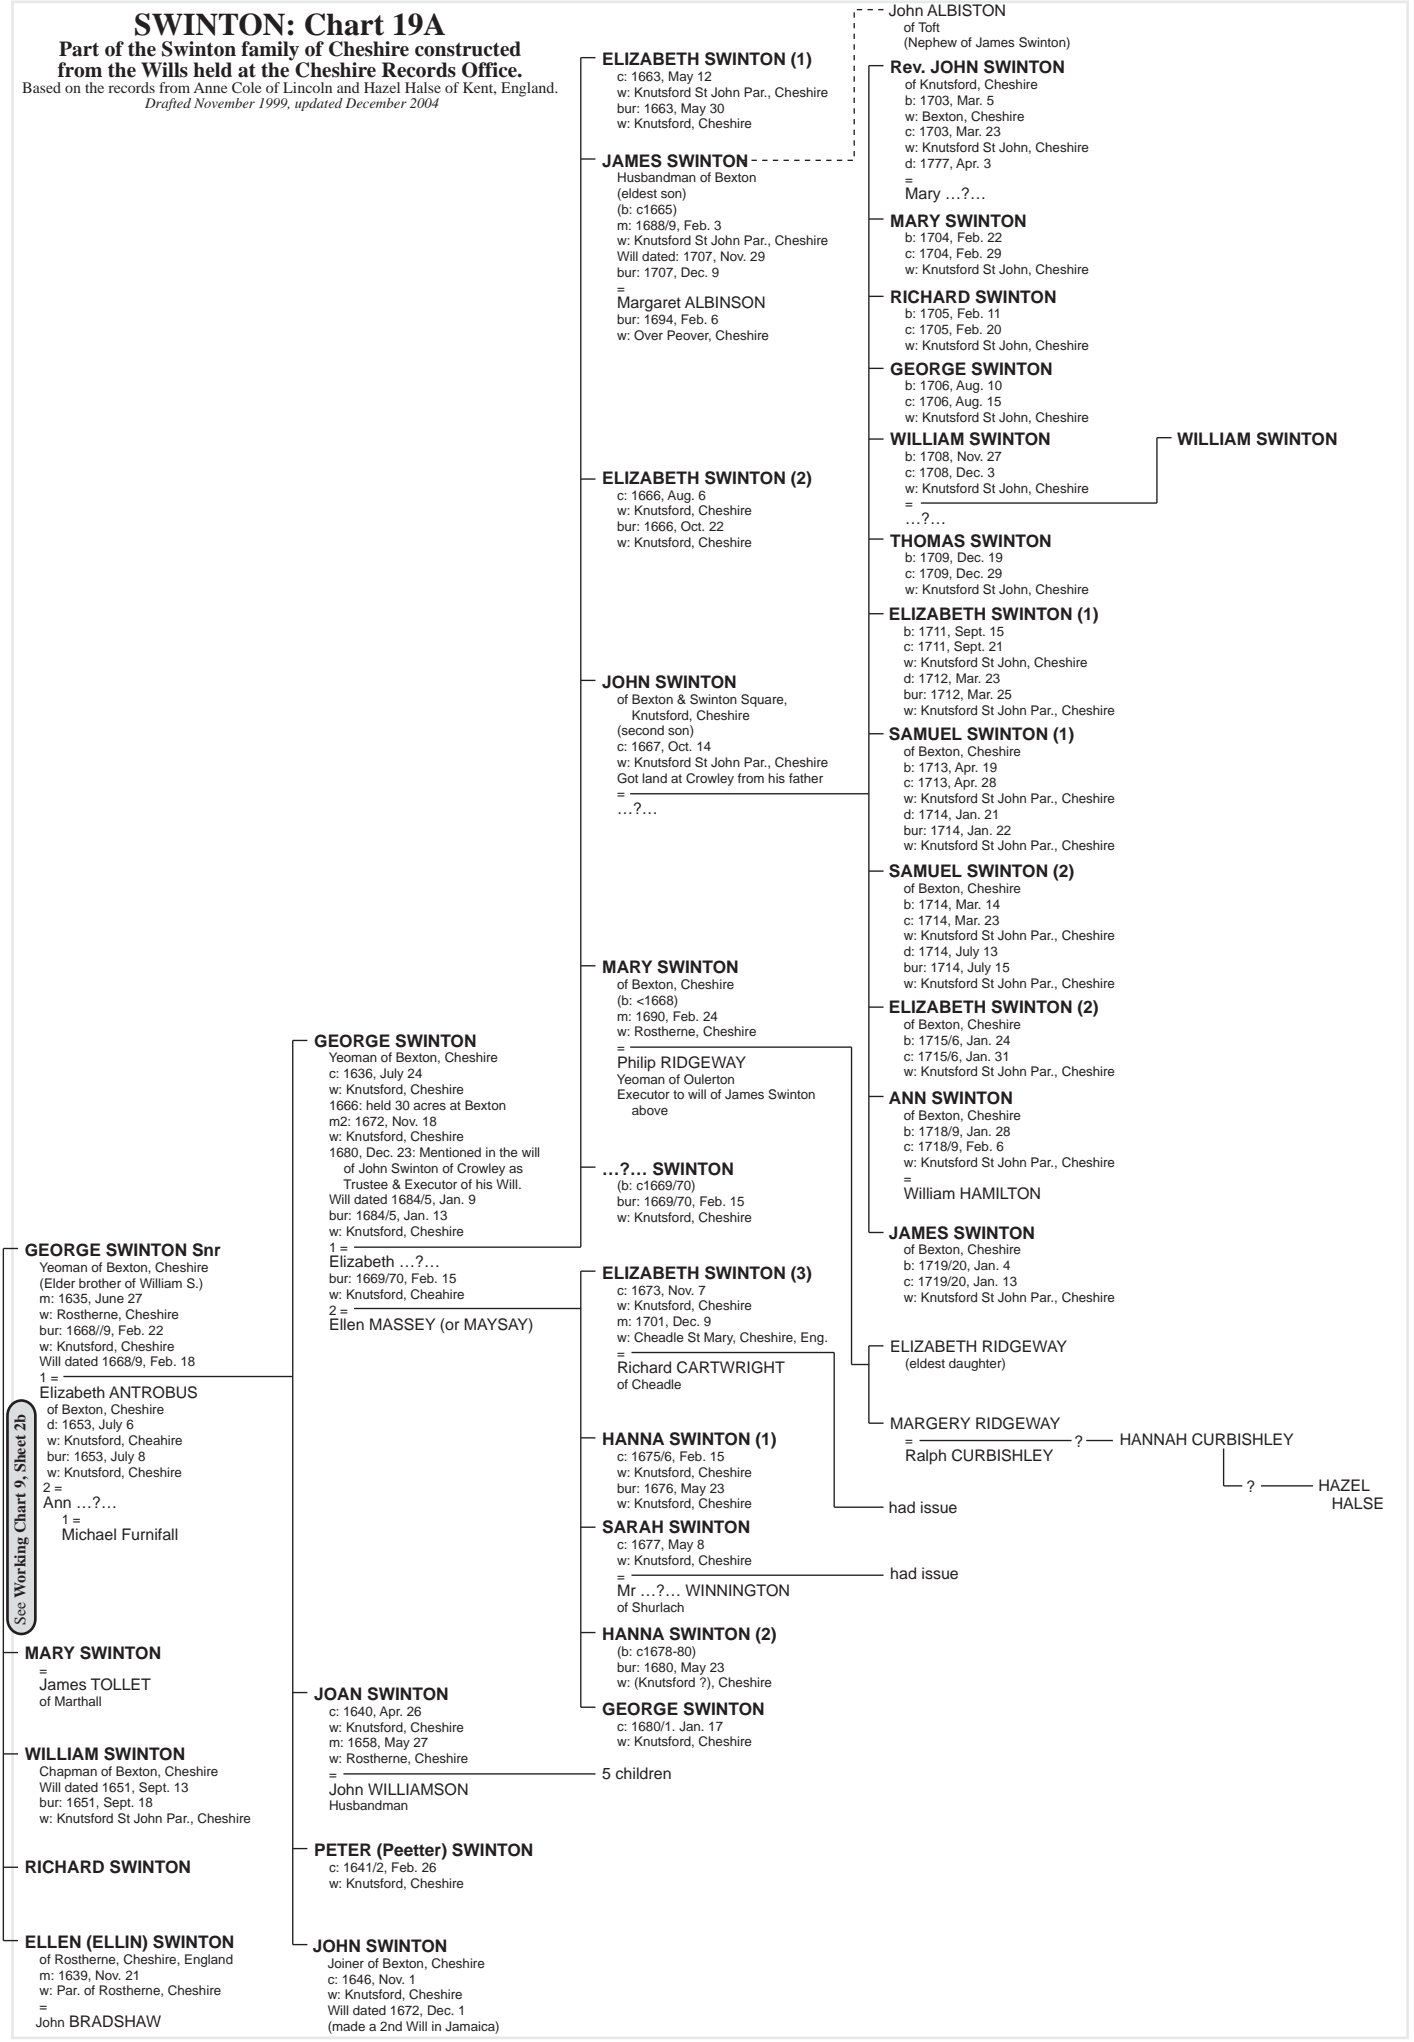 SWINTON: Chart 19A
Part of the Swinton family of Cheshire constructed
from the Wills held at the Cheshire Records Office.
Based on the records from Anne Cole of Lincoln and Hazel Halse of Kent, England.
Drafted November 1999, updated December 2004
GEORGE SWINTON Snr
Yeoman of Bexton, Cheshire
(Elder brother of William S.)
m: 1635, June 27
w: Rostherne, Cheshire
bur: 1668//9, Feb. 22
w: Knutsford, Cheshire
Will dated 1668/9, Feb. 18
1 =
Elizabeth ANTROBUS
of Bexton, Cheshire
d: 1653, July 6
w: Knutsford, Cheahire
bur: 1653, July 8
w: Knutsford, Cheshire
2 =
Ann …?…
1 =
Michael Furnifall
See Working Chart 9, Sheet 2b
MARY SWINTON
=
James TOLLET
of Marthall
WILLIAM SWINTON
Chapman of Bexton, Cheshire
Will dated 1651, Sept. 13
bur: 1651, Sept. 18
w: Knutsford St John Par., Cheshire
RICHARD SWINTON
ELLEN (ELLIN) SWINTON
of Rostherne, Cheshire, England
m: 1639, Nov. 21
w: Par. of Rostherne, Cheshire
=
John BRADSHAW
GEORGE SWINTON
Yeoman of Bexton, Cheshire
c: 1636, July 24
w: Knutsford, Cheshire
1666: held 30 acres at Bexton
m2: 1672, Nov. 18
w: Knutsford, Cheshire
1680, Dec. 23: Mentioned in the will
of John Swinton of Crowley as
Trustee & Executor of his Will.
Will dated 1684/5, Jan. 9
bur: 1684/5, Jan. 13
w: Knutsford, Cheshire
1 =
Elizabeth …?…
bur: 1669/70, Feb. 15
w: Knutsford, Cheahire
2 =
Ellen MASSEY (or MAYSAY)
JOAN SWINTON
c: 1640, Apr. 26
w: Knutsford, Cheshire
m: 1658, May 27
w: Rostherne, Cheshire
=
John WILLIAMSON
Husbandman
5 children
PETER (Peetter) SWINTON
c: 1641/2, Feb. 26
w: Knutsford, Cheshire
JOHN SWINTON
Joiner of Bexton, Cheshire
c: 1646, Nov. 1
w: Knutsford, Cheshire
Will dated 1672, Dec. 1
(made a 2nd Will in Jamaica)
ELIZABETH SWINTON (1)
c: 1663, May 12
w: Knutsford St John Par., Cheshire
bur: 1663, May 30
w: Knutsford, Cheshire
JAMES SWINTON
Husbandman of Bexton
(eldest son)
(b: c1665)
m: 1688/9, Feb. 3
w: Knutsford St John Par., Cheshire
Will dated: 1707, Nov. 29
bur: 1707, Dec. 9
=
Margaret ALBINSON
bur: 1694, Feb. 6
w: Over Peover, Cheshire
ELIZABETH SWINTON (2)
c: 1666, Aug. 6
w: Knutsford, Cheshire
bur: 1666, Oct. 22
w: Knutsford, Cheshire
JOHN SWINTON
of Bexton & Swinton Square,
Knutsford, Cheshire
(second son)
c: 1667, Oct. 14
w: Knutsford St John Par., Cheshire
Got land at Crowley from his father
=
…?…
MARY SWINTON
of Bexton, Cheshire
(b: <1668)
m: 1690, Feb. 24
w: Rostherne, Cheshire
=
Philip RIDGEWAY
Yeoman of Oulerton
Executor to will of James Swinton
above
…?… SWINTON
(b: c1669/70)
bur: 1669/70, Feb. 15
w: Knutsford, Cheshire
ELIZABETH SWINTON (3)
c: 1673, Nov. 7
w: Knutsford, Cheshire
m: 1701, Dec. 9
w: Cheadle St Mary, Cheshire, Eng.
=
Richard CARTWRIGHT
of Cheadle
HANNA SWINTON (1)
c: 1675/6, Feb. 15
w: Knutsford, Cheshire
bur: 1676, May 23
w: Knutsford, Cheshire
SARAH SWINTON
c: 1677, May 8
w: Knutsford, Cheshire
=
Mr …?… WINNINGTON
of Shurlach
HANNA SWINTON (2)
(b: c1678-80)
bur: 1680, May 23
w: (Knutsford ?), Cheshire
GEORGE SWINTON
c: 1680/1. Jan. 17
w: Knutsford, Cheshire
John ALBISTON
of Toft
(Nephew of James Swinton)
Rev. JOHN SWINTON
of Knutsford, Cheshire
b: 1703, Mar. 5
w: Bexton, Cheshire
c: 1703, Mar. 23
w: Knutsford St John, Cheshire
d: 1777, Apr. 3
=
Mary …?…
MARY SWINTON
b: 1704, Feb. 22
c: 1704, Feb. 29
w: Knutsford St John, Cheshire
RICHARD SWINTON
b: 1705, Feb. 11
c: 1705, Feb. 20
w: Knutsford St John, Cheshire
GEORGE SWINTON
b: 1706, Aug. 10
c: 1706, Aug. 15
w: Knutsford St John, Cheshire
WILLIAM SWINTON
b: 1708, Nov. 27
c: 1708, Dec. 3
w: Knutsford St John, Cheshire
=
…?…
WILLIAM SWINTON
THOMAS SWINTON
b: 1709, Dec. 19
c: 1709, Dec. 29
w: Knutsford St John, Cheshire
ELIZABETH SWINTON (1)
b: 1711, Sept. 15
c: 1711, Sept. 21
w: Knutsford St John, Cheshire
d: 1712, Mar. 23
bur: 1712, Mar. 25
w: Knutsford St John Par., Cheshire
SAMUEL SWINTON (1)
of Bexton, Cheshire
b: 1713, Apr. 19
c: 1713, Apr. 28
w: Knutsford St John Par., Cheshire
d: 1714, Jan. 21
bur: 1714, Jan. 22
w: Knutsford St John Par., Cheshire
SAMUEL SWINTON (2)
of Bexton, Cheshire
b: 1714, Mar. 14
c: 1714, Mar. 23
w: Knutsford St John Par., Cheshire
d: 1714, July 13
bur: 1714, July 15
w: Knutsford St John Par., Cheshire
ELIZABETH SWINTON (2)
of Bexton, Cheshire
b: 1715/6, Jan. 24
c: 1715/6, Jan. 31
w: Knutsford St John Par., Cheshire
ANN SWINTON
of Bexton, Cheshire
b: 1718/9, Jan. 28
c: 1718/9, Feb. 6
w: Knutsford St John Par., Cheshire
=
William HAMILTON
JAMES SWINTON
of Bexton, Cheshire
b: 1719/20, Jan. 4
c: 1719/20, Jan. 13
w: Knutsford St John Par., Cheshire
ELIZABETH RIDGEWAY
(eldest daughter)
MARGERY RIDGEWAY
=
Ralph CURBISHLEY
? HANNAH CURBISHLEY
? HAZEL
HALSE
had issue
had issue